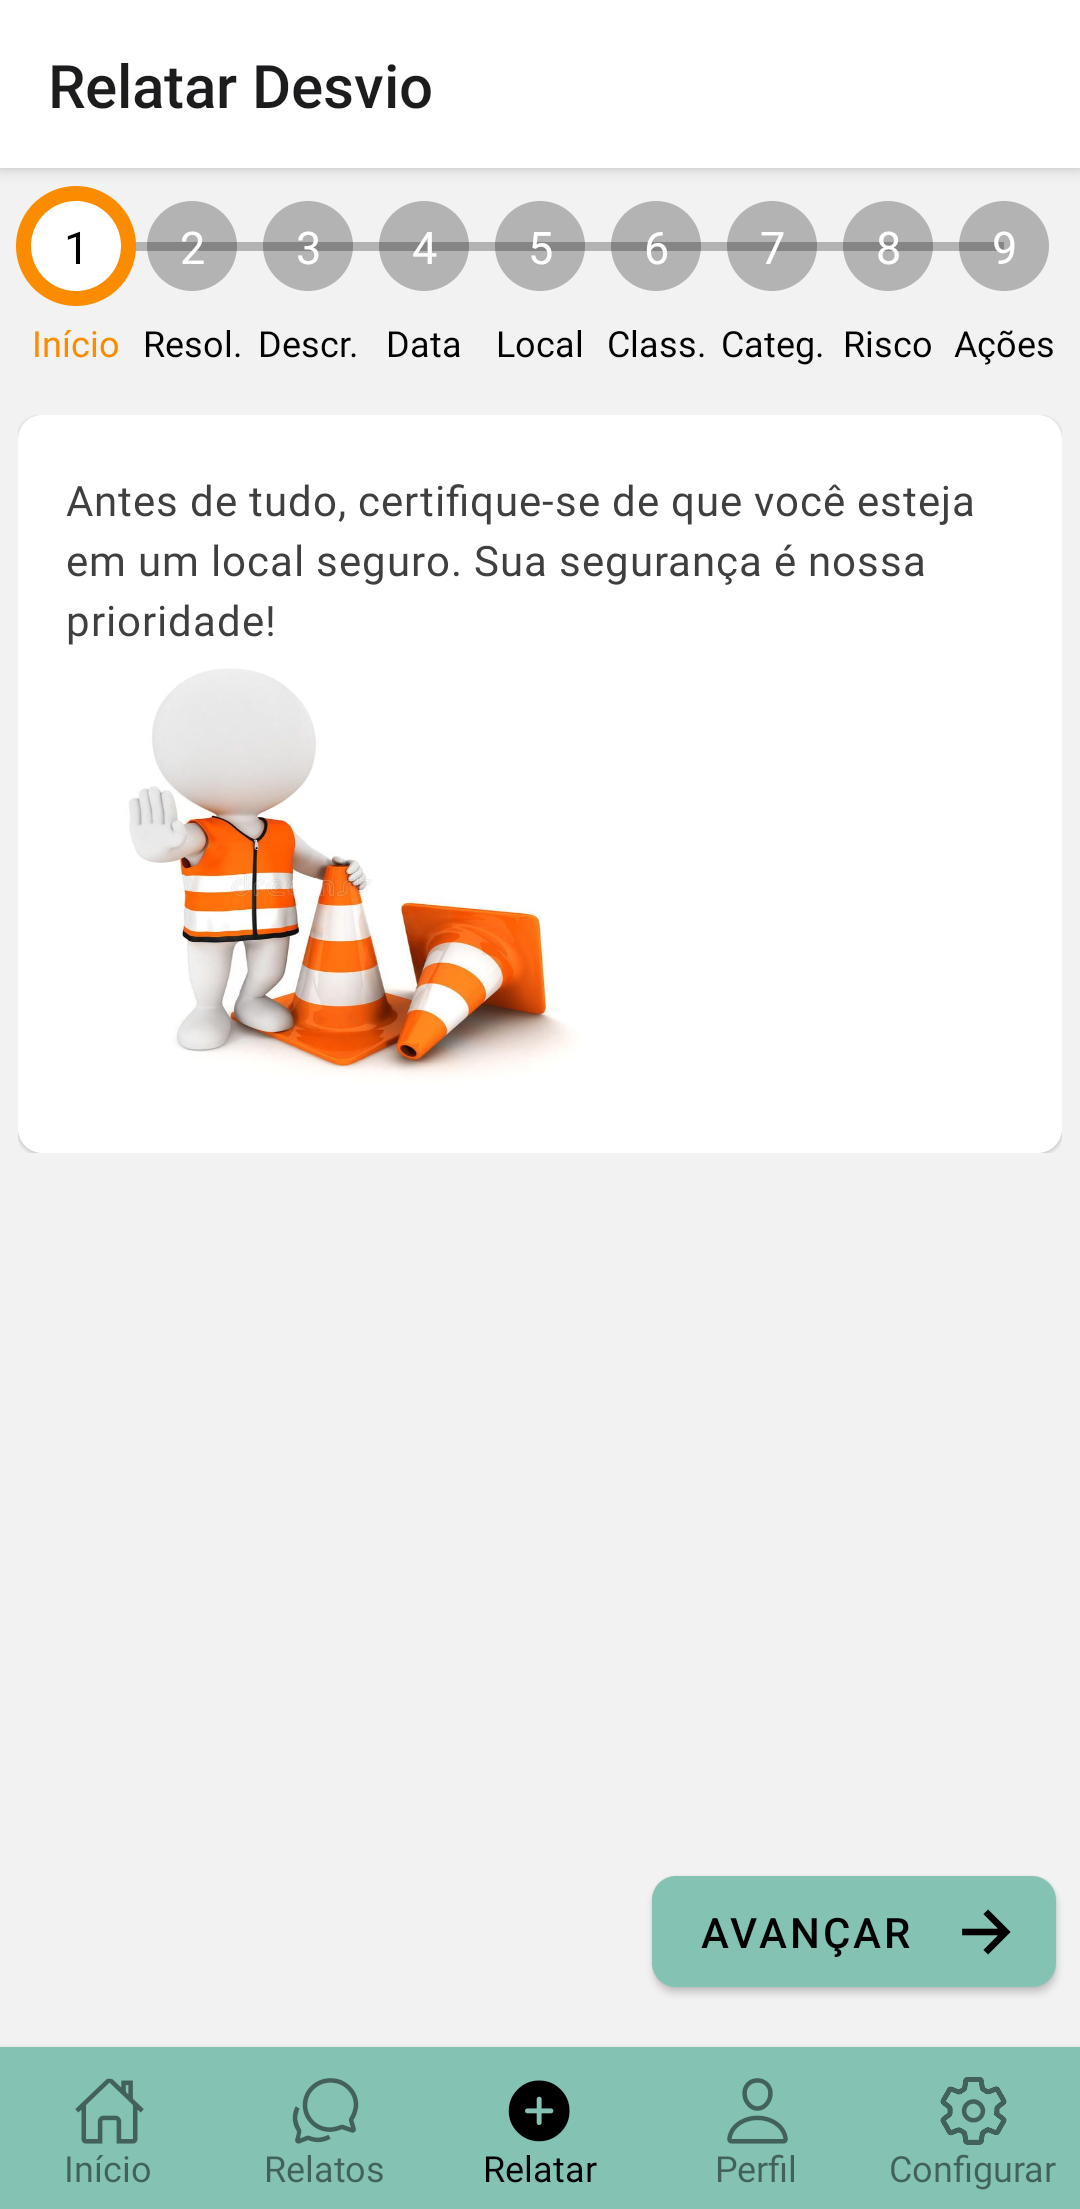 Relatar Desvio
1 2 3 4 5 6 7 8 9
Início Resol. Descr. Data Local Class. Categ. Risco Ações
Antes de tudo, certifique-se de que você esteja
em um local seguro. Sua segurança é nossa
prioridade!
AVANÇAR
Início Relatos Relatar Perfil Configurar